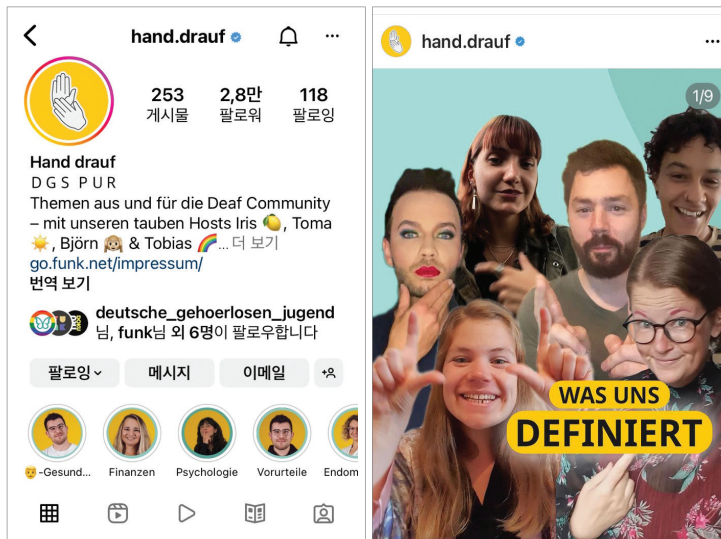 hand.drauf
253 2,8만 118
게시물 팔로워 팔로잉
Hand drauf
D G S P U R
Themen aus und für die Deaf Community
– mit unseren tauben Hosts Iris 🍋, Toma
☀️, Björn 🙉 & Tobias 🌈... 더 보기
go.funk.net/impressum/
번역 보기
deutsche_gehoerlosen_jugend
님, funk님 외 6명이 팔로우합니다
팔로잉 메시지 이메일
-Gesund... Finanzen Psychologie Vorurteile Endom
hand.drauf
1/9
WAS UNS
DEFINIERT